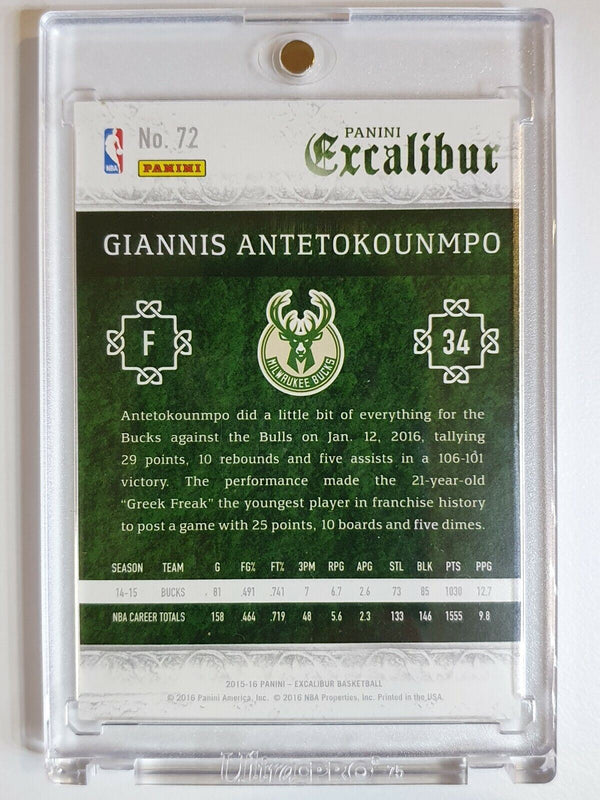 PANINI
No. 72
Excalibur
NBA
PANINI
GIANNIS ANTETOKOUNMPO
F
34
MILWAUKEE BUCKS
Antetokounmpo did a little bit of everything for the
Bucks against the Bulls on Jan. 12, 2016, tallying
29 points, 10 rebounds and five assists in a 106-101
victory. The performance made the 21-year-old
“Greek Freak” the youngest player in franchise history
to post a game with 25 points, 10 boards and five dimes.
SEASON TEAM G FG% FT% 3PM RPG APG STL BLK PTS PPG
14-15 BUCKS 81 .491 .741 7 6.7 2.6 73 85 1030 12.7
NBA CAREER TOTALS 158 .464 .719 48 5.6 2.3 133 146 1555 9.8
2015-16 PANINI – EXCALIBUR BASKETBALL
© 2016 Panini America, Inc. © 2016 NBA Properties, Inc. Printed in the USA.
Ultra PRO 75